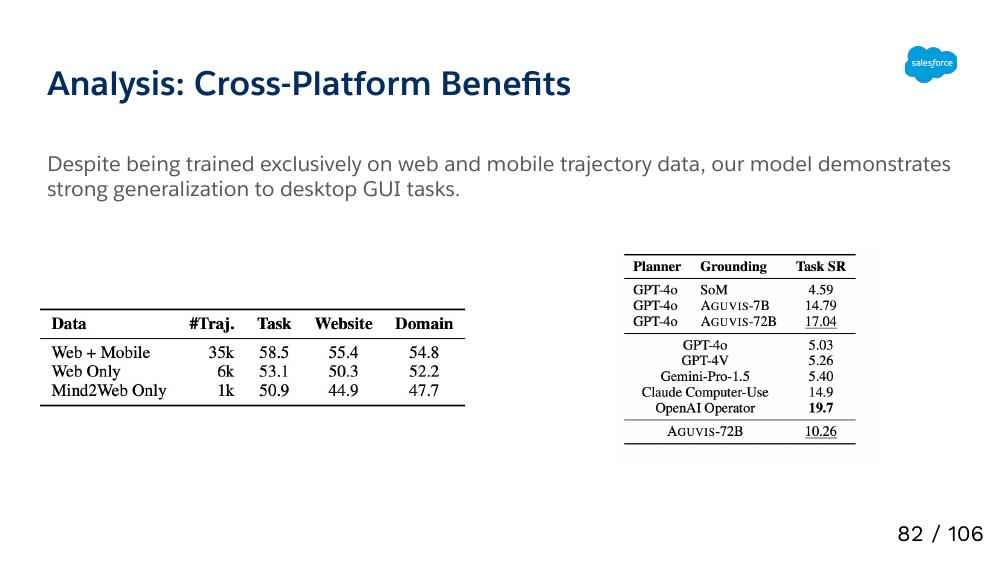 salesforce
Analysis: Cross-Platform Benefits
Despite being trained exclusively on web and mobile trajectory data, our model demonstrates
strong generalization to desktop GUI tasks.
Data #Traj. Task Website Domain
Web + Mobile 35k 58.5 55.4 54.8
Web Only 6k 53.1 50.3 52.2
Mind2Web Only 1k 50.9 44.9 47.7
Planner Grounding Task SR
GPT-4o SoM 4.59
GPT-4o AGUVIS-7B 14.79
GPT-4o AGUVIS-72B 17.04
GPT-4o 5.03
GPT-4V 5.26
Gemini-Pro-1.5 5.40
Claude Computer-Use 14.9
OpenAI Operator 19.7
AGUVIS-72B 10.26
82 / 106